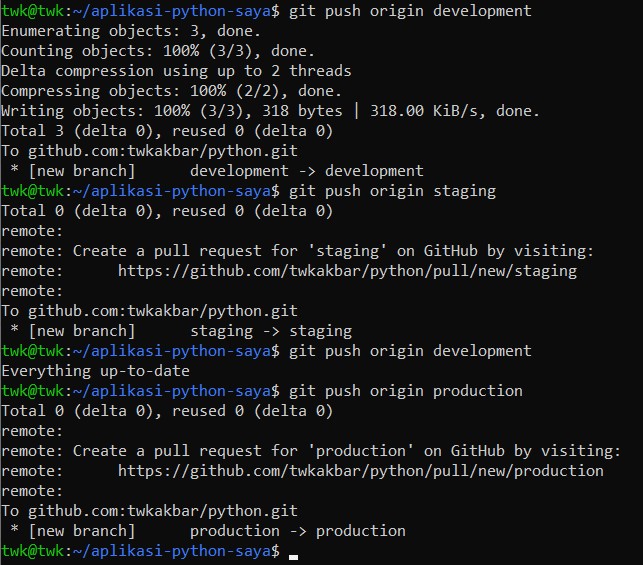 twk@twk:~/aplikasi-python-saya$ git push origin development
Enumerating objects: 3, done.
Counting objects: 100% (3/3), done.
Delta compression using up to 2 threads
Compressing objects: 100% (2/2), done.
Writing objects: 100% (3/3), 318 bytes | 318.00 KiB/s, done.
Total 3 (delta 0), reused 0 (delta 0)
To github.com:twkakbar/python.git
 * [new branch]      development -> development
twk@twk:~/aplikasi-python-saya$ git push origin staging
Total 0 (delta 0), reused 0 (delta 0)
remote:
remote: Create a pull request for 'staging' on GitHub by visiting:
remote:      https://github.com/twkakbar/python/pull/new/staging
remote:
To github.com:twkakbar/python.git
 * [new branch]      staging -> staging
twk@twk:~/aplikasi-python-saya$ git push origin development
Everything up-to-date
twk@twk:~/aplikasi-python-saya$ git push origin production
Total 0 (delta 0), reused 0 (delta 0)
remote:
remote: Create a pull request for 'production' on GitHub by visiting:
remote:      https://github.com/twkakbar/python/pull/new/production
remote:
To github.com:twkakbar/python.git
 * [new branch]      production -> production
twk@twk:~/aplikasi-python-saya$